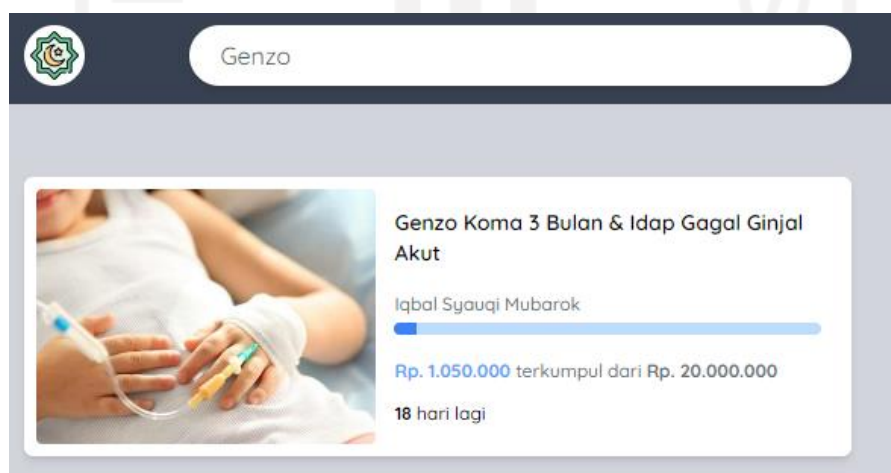 Genzo
Genzo Koma 3 Bulan & Idap Gagal Ginjal
Akut
Iqbal Syauqi Mubarok
Rp. 1.050.000 terkumpul dari Rp. 20.000.000
18 hari lagi